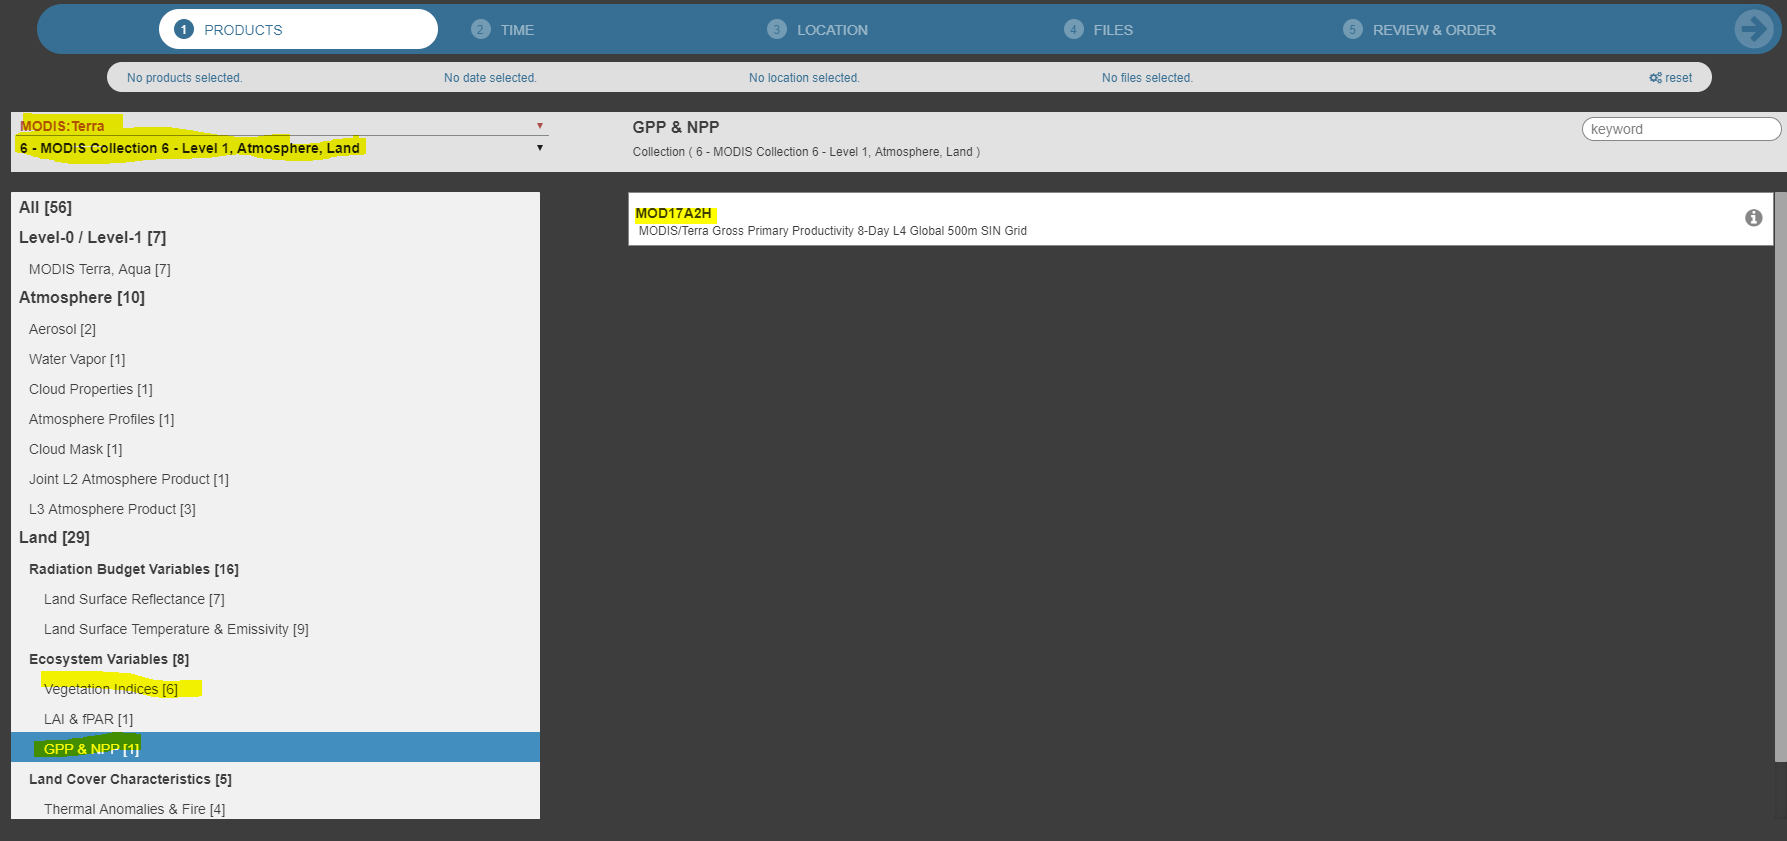 1 PRODUCTS
2 TIME
3 LOCATION
4 FILES
5 REVIEW & ORDER
No products selected.
No date selected.
No location selected.
No files selected.
reset
MODIS:Terra
6 - MODIS Collection 6 - Level 1, Atmosphere, Land
GPP & NPP
Collection ( 6 - MODIS Collection 6 - Level 1, Atmosphere, Land )
keyword
All [56]
Level-0 / Level-1 [7]
MODIS Terra, Aqua [7]
Atmosphere [10]
Aerosol [2]
Water Vapor [1]
Cloud Properties [1]
Atmosphere Profiles [1]
Cloud Mask [1]
Joint L2 Atmosphere Product [1]
L3 Atmosphere Product [3]
Land [29]
Radiation Budget Variables [16]
Land Surface Reflectance [7]
Land Surface Temperature & Emissivity [9]
Ecosystem Variables [8]
Vegetation Indices [6]
LAI & fPAR [1]
GPP & NPP [1]
Land Cover Characteristics [5]
Thermal Anomalies & Fire [4]
MOD17A2H
MODIS/Terra Gross Primary Productivity 8-Day L4 Global 500m SIN Grid